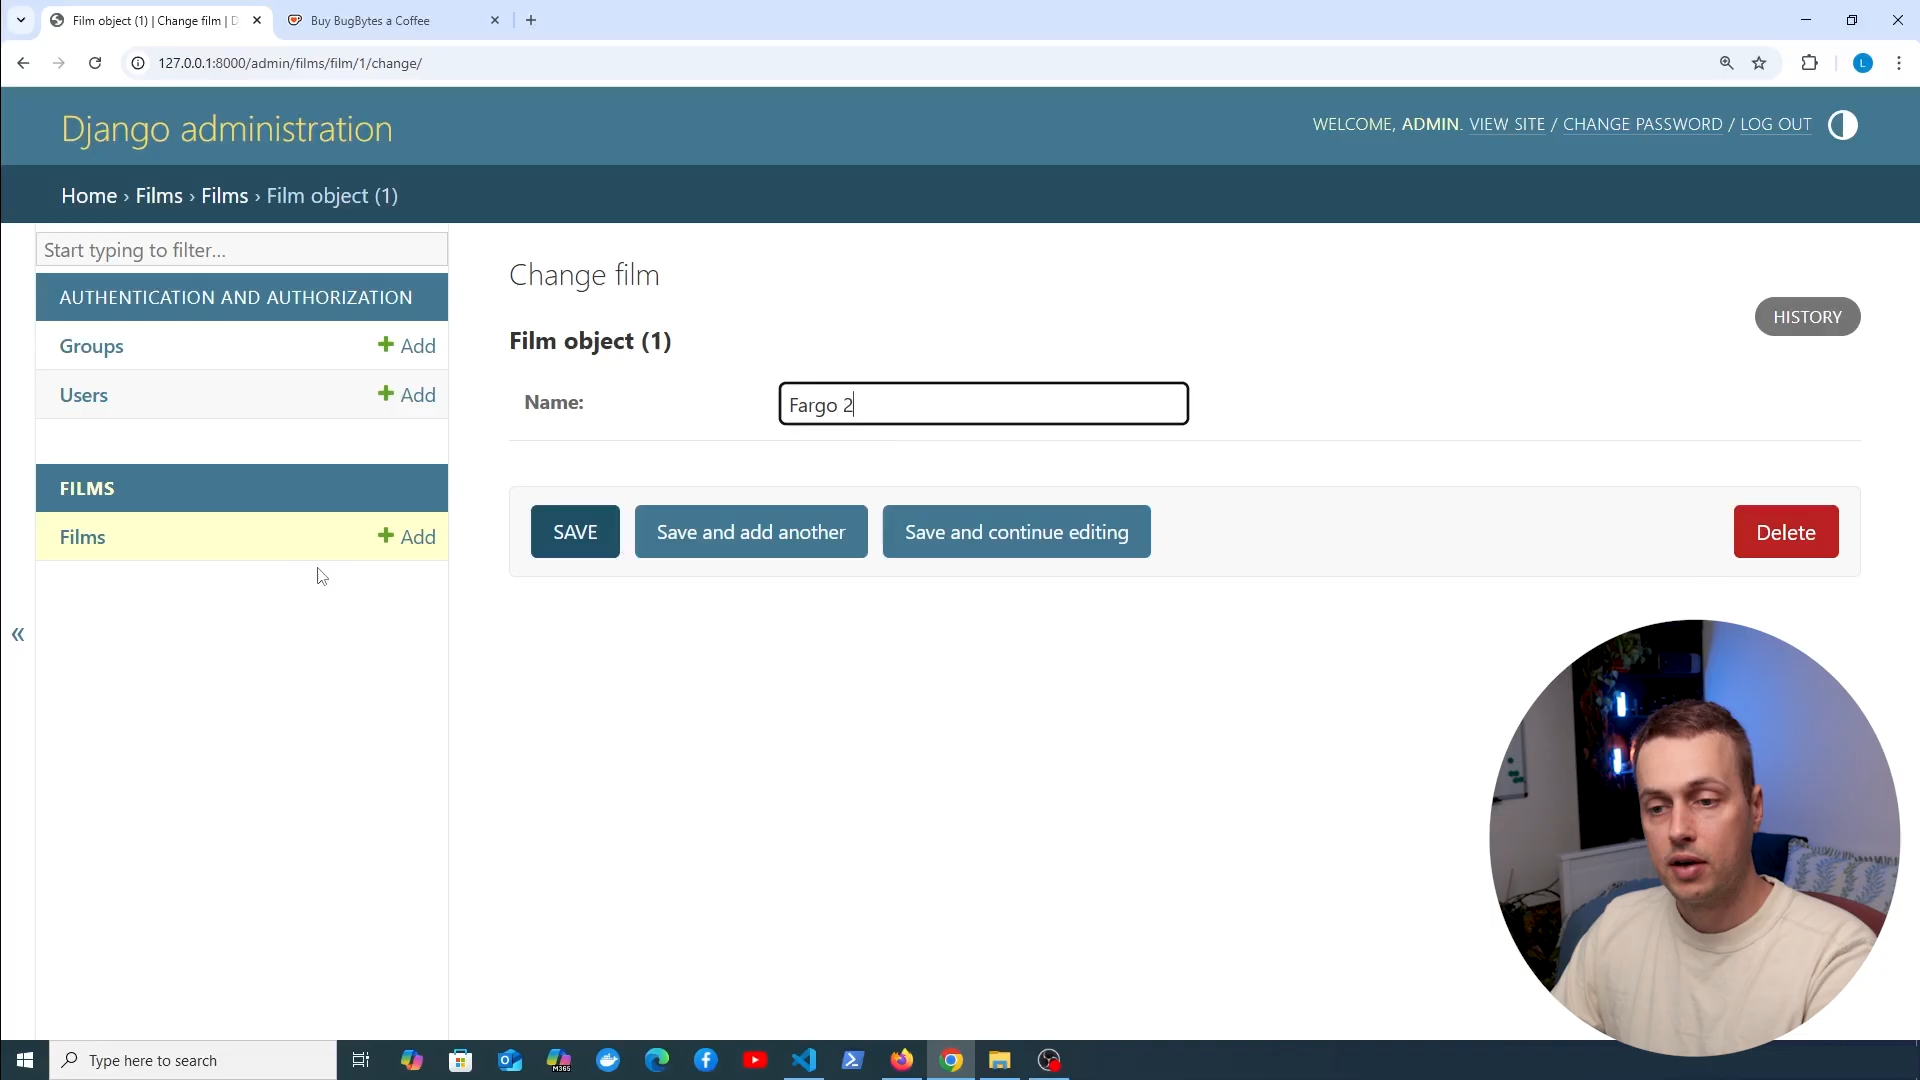 Film object (1) | Change film | D
Buy BugBytes a Coffee
127.0.0.1:8000/admin/films/film/1/change/
L
Django administration
WELCOME, ADMIN. VIEW SITE / CHANGE PASSWORD / LOG OUT
Home › Films › Films › Film object (1)
Start typing to filter...
AUTHENTICATION AND AUTHORIZATION
Groups
+ Add
Users
+ Add
FILMS
Films
+ Add
«
Change film
HISTORY
Film object (1)
Name:
Fargo 2
SAVE
Save and add another
Save and continue editing
Delete
Type here to search
M365